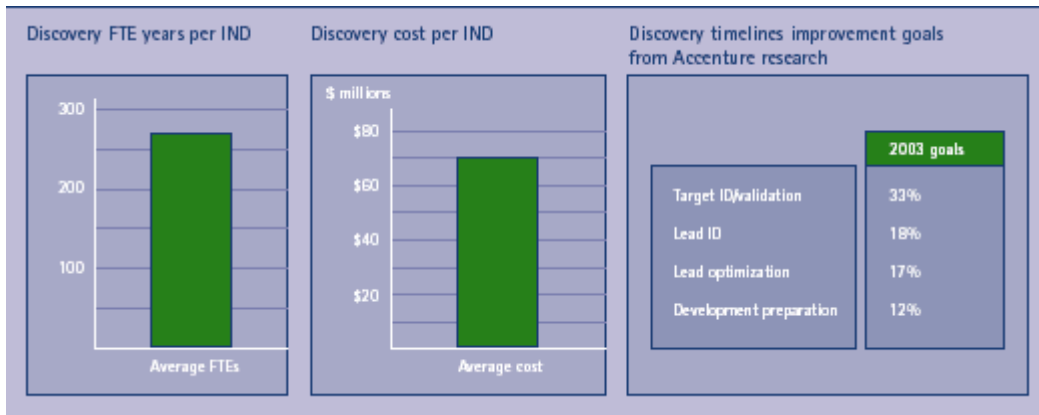 Discovery FTE years per IND
300
200
100
Average FTEs
Discovery cost per IND
$ millions
$80
$60
$40
$20
Average cost
Discovery timelines improvement goals
from Accenture research
2003 goals
Target ID/validation 33%
Lead ID 18%
Lead optimization 17%
Development preparation 12%